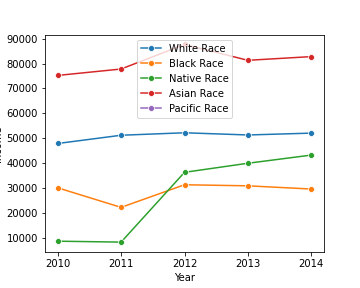 90000
80000
70000
60000
50000
40000
30000
20000
10000
White Race
Black Race
Native Race
Asian Race
Pacific Race
2010 2011 2012 2013 2014
Year